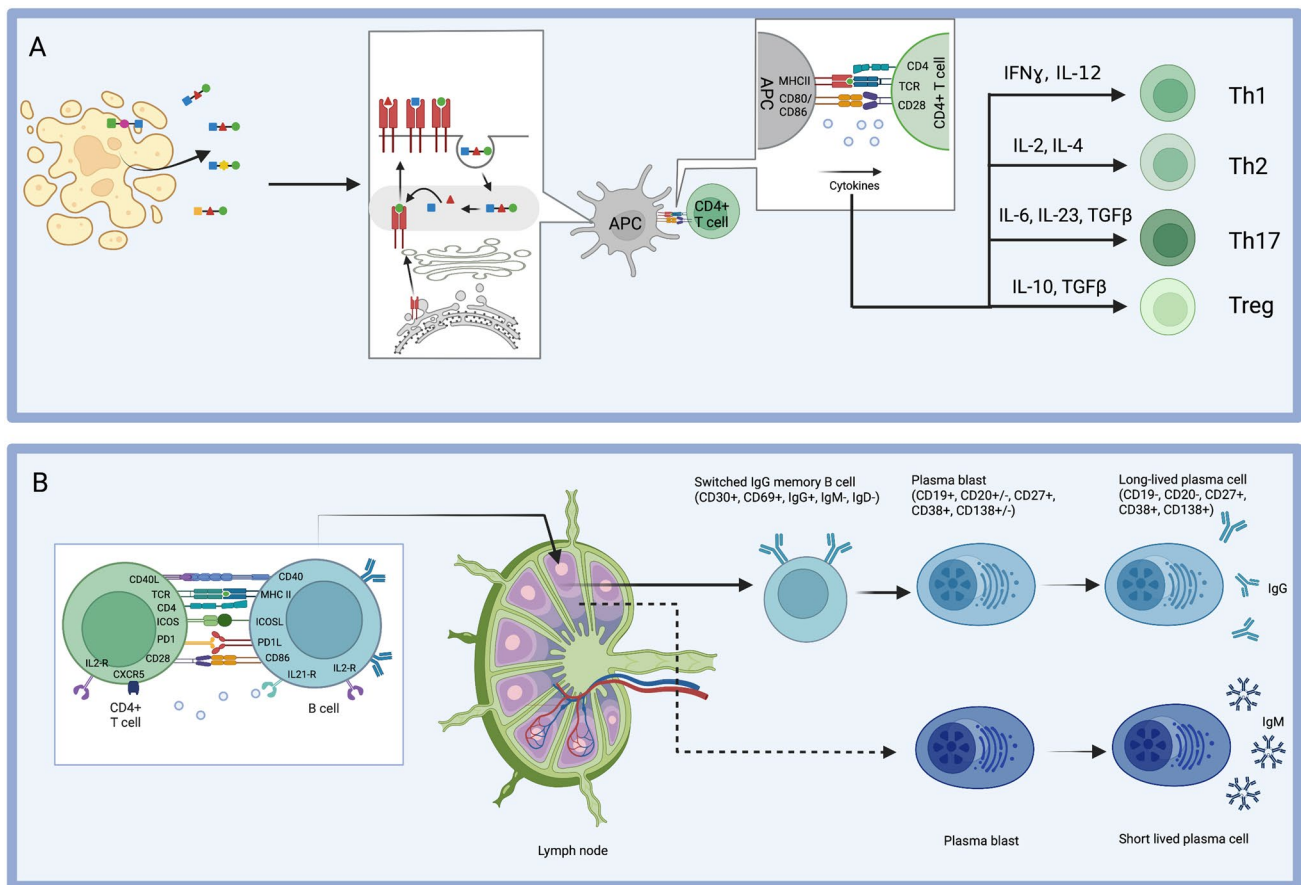 A
APC
CD4+
T cell
APC
MHCII
CD80/
CD86
CD4
TCR
CD28
CD4+ T cell
Cytokines
IFNɣ, IL-12
Th1
IL-2, IL-4
Th2
IL-6, IL-23, TGFβ
Th17
IL-10, TGFβ
Treg
B
CD40L
TCR
CD4
ICOS
PD1
CD28
IL2-R
CXCR5
CD4+
T cell
CD40
MHC II
ICOSL
PD1L
CD86
IL2-R
IL21-R
B cell
Lymph node
Switched IgG memory B cell
(CD30+, CD69+, IgG+, IgM-, IgD-)
Plasma blast
(CD19+, CD20+/-, CD27+,
CD38+, CD138+/-)
Long-lived plasma cell
(CD19-, CD20-, CD27+,
CD38+, CD138+)
IgG
IgM
Plasma blast
Short lived plasma cell